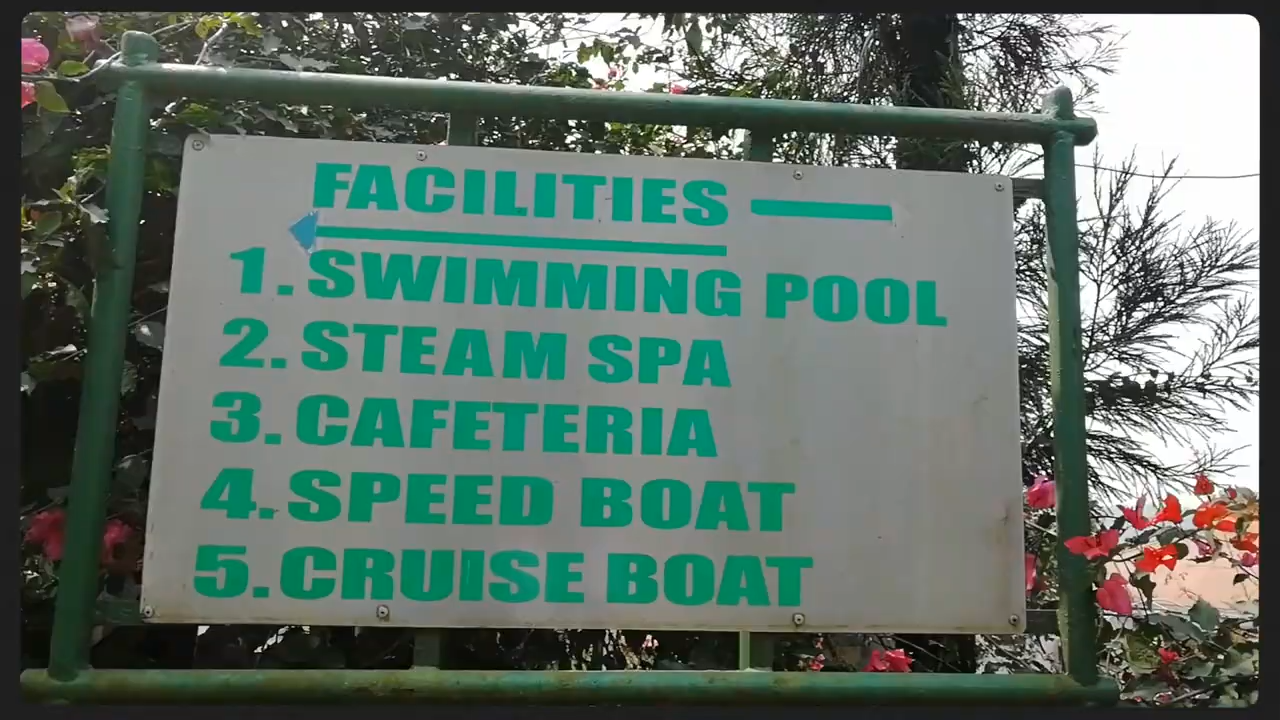 FACILITIES
1. SWIMMING POOL
2. STEAM SPA
3. CAFETERIA
4. SPEED BOAT
5. CRUISE BOAT